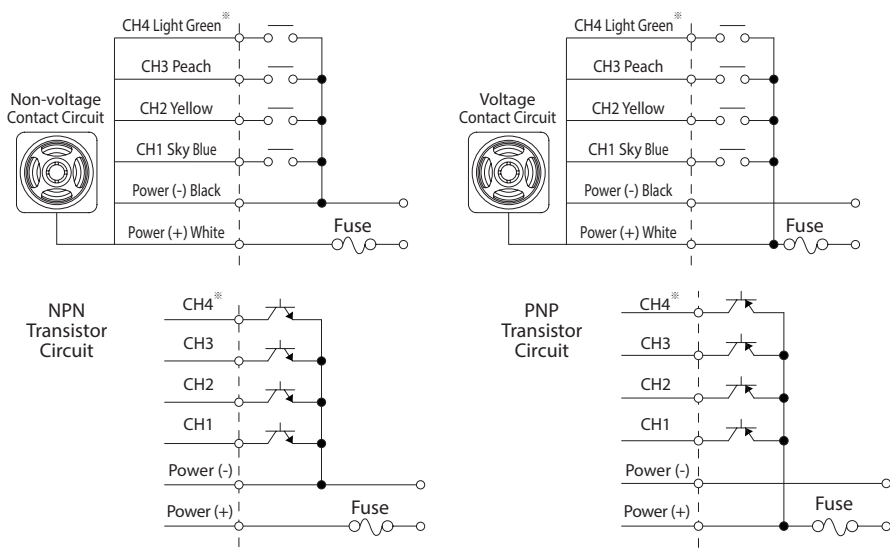 Non-voltage
Contact Circuit
CH4 Light Green※
CH3 Peach
CH2 Yellow
CH1 Sky Blue
Power (-) Black
Power (+) White
Fuse
Voltage
Contact Circuit
CH4 Light Green※
CH3 Peach
CH2 Yellow
CH1 Sky Blue
Power (-) Black
Power (+) White
Fuse
NPN
Transistor
Circuit
CH4※
CH3
CH2
CH1
Power (-)
Power (+)
Fuse
PNP
Transistor
Circuit
CH4※
CH3
CH2
CH1
Power (-)
Power (+)
Fuse